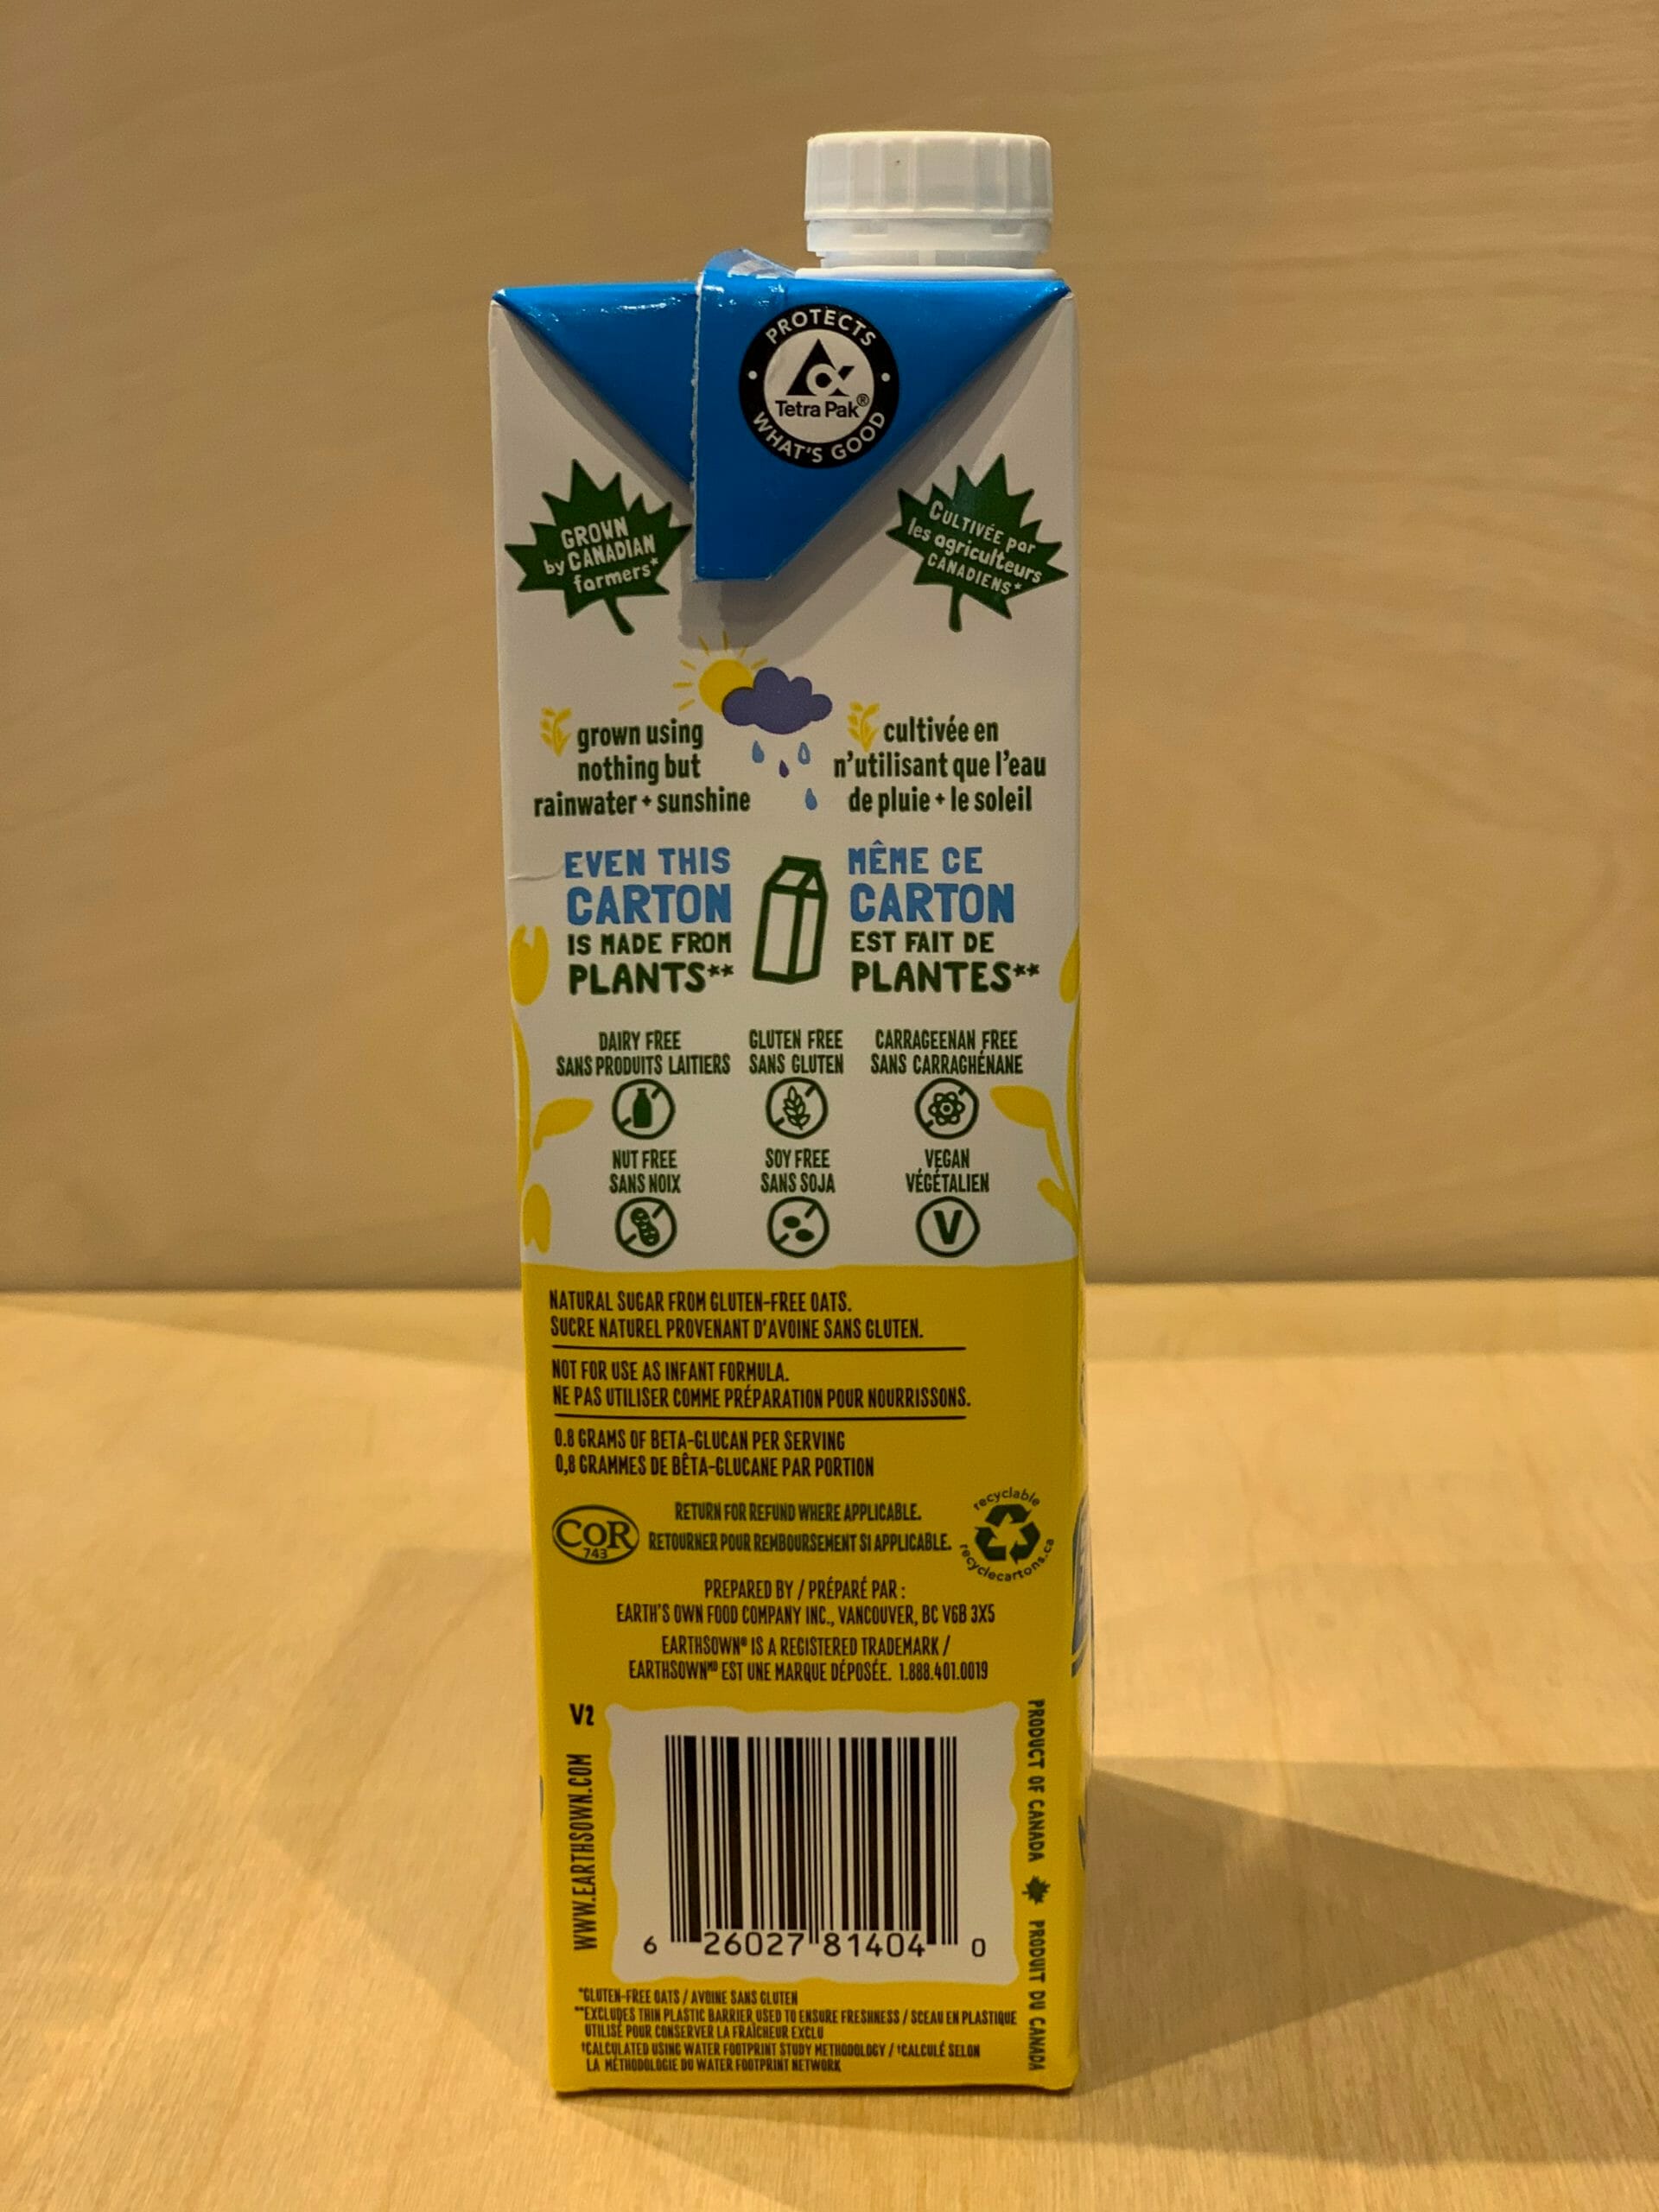 PROTECTS
Tetra Pak®
WHAT'S GOOD
GROWN
by CANADIAN
farmers*
CULTIVÉE par
les agriculteurs
CANADIENS*
grown using
nothing but
rainwater + sunshine
cultivée en
n'utilisant que l'eau
de pluie + le soleil
EVEN THIS
CARTON
IS MADE FROM
PLANTS**
MÊME CE
CARTON
EST FAIT DE
PLANTES**
DAIRY FREE
SANS PRODUITS LAITIERS
GLUTEN FREE
SANS GLUTEN
CARRAGEENAN FREE
SANS CARRAGHÉNANE
NUT FREE
SANS NOIX
SOY FREE
SANS SOJA
VEGAN
VÉGÉTALIEN
V
NATURAL SUGAR FROM GLUTEN-FREE OATS.
SUCRE NATUREL PROVENANT D'AVOINE SANS GLUTEN.
NOT FOR USE AS INFANT FORMULA.
NE PAS UTILISER COMME PRÉPARATION POUR NOURRISSONS.
0.8 GRAMS OF BETA-GLUCAN PER SERVING
0,8 GRAMMES DE BÊTA-GLUCANE PAR PORTION
COR
743
RETURN FOR REFUND WHERE APPLICABLE.
RETOURNER POUR REMBOURSEMENT SI APPLICABLE.
recyclable
recyclecartons.ca
PREPARED BY / PRÉPARÉ PAR :
EARTH'S OWN FOOD COMPANY INC., VANCOUVER, BC V6B 3X5
EARTHSOWN® IS A REGISTERED TRADEMARK /
EARTHSOWNMD EST UNE MARQUE DÉPOSÉE. 1.888.401.0019
V2
WWW.EARTHSOWN.COM
PRODUCT OF CANADA PRODUIT DU CANADA
6 26027 81404 0
*GLUTEN-FREE OATS / AVOINE SANS GLUTEN
**EXCLUDES THIN PLASTIC BARRIER USED TO ENSURE FRESHNESS / SCEAU EN PLASTIQUE
UTILISÉ POUR CONSERVER LA FRAÎCHEUR EXCLU
†CALCULATED USING WATER FOOTPRINT STUDY METHODOLOGY / †CALCULÉ SELON
LA MÉTHODOLOGIE DU WATER FOOTPRINT NETWORK